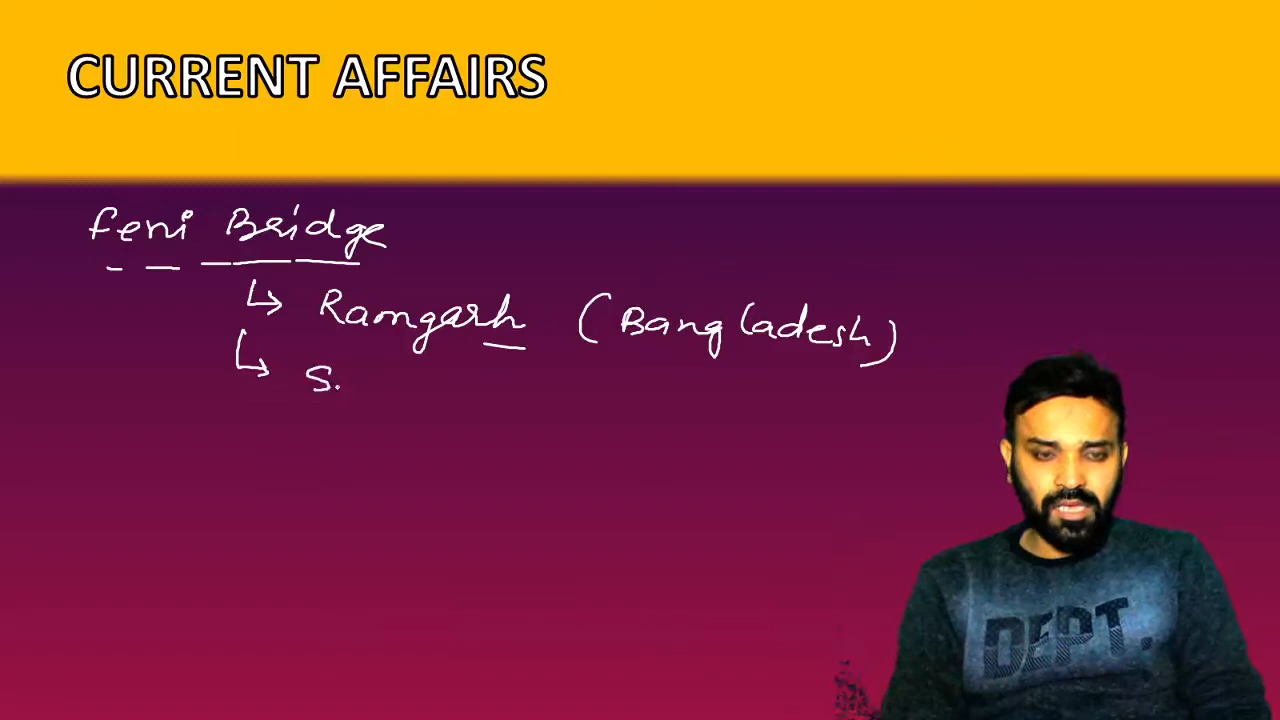 CURRENT AFFAIRS
Feni Bridge
↳ Ramgarh (Bangladesh)
↳ S.
DEPT.